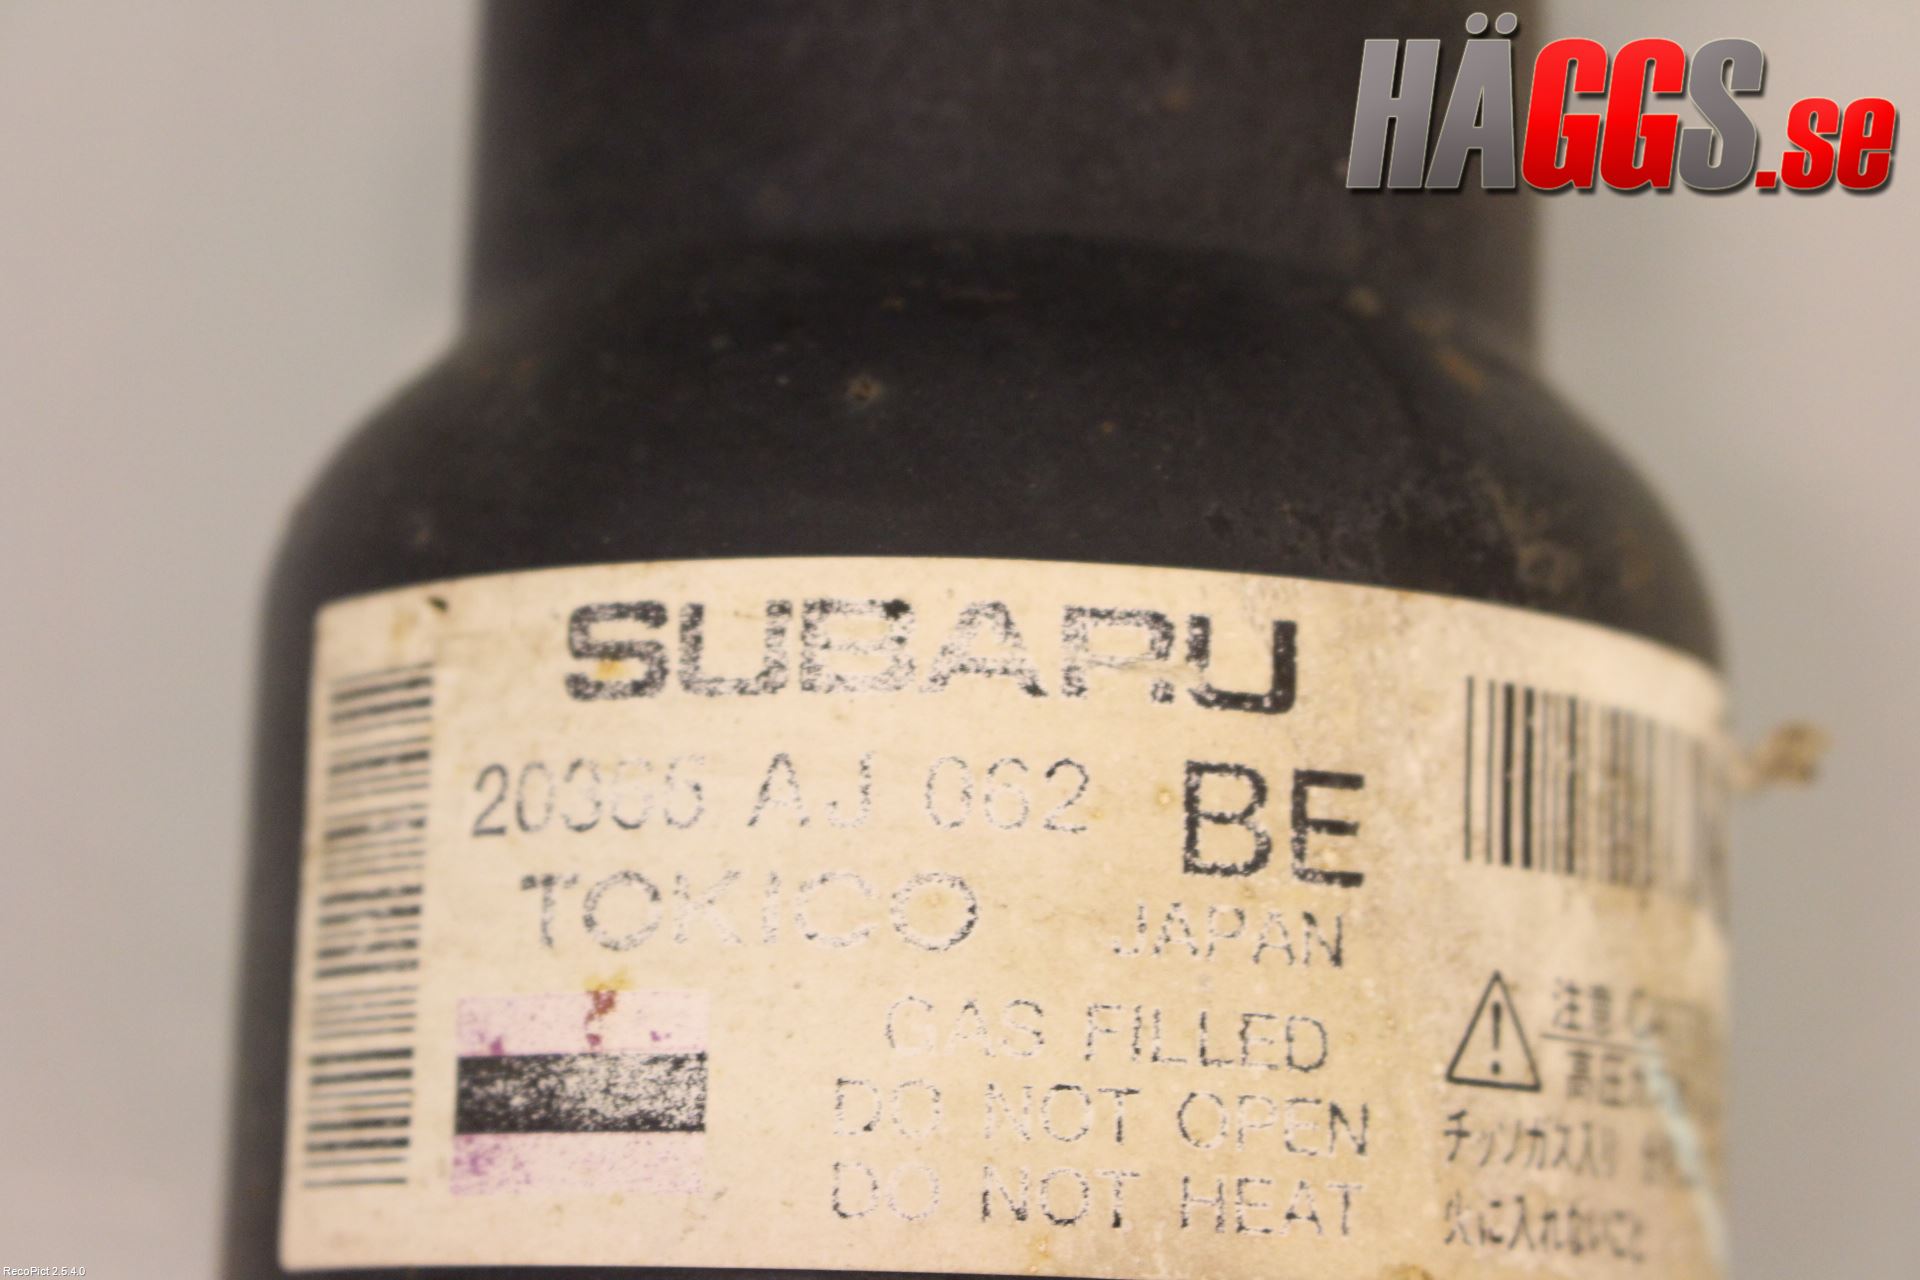 HÄGGS.se
SUBARU
20365 AJ 062 BE
TOKICO JAPAN
GAS FILLED
DO NOT OPEN
DO NOT HEAT
注意
高圧
チッソガス入り
火に入れないこと
RecoPict 2.5.4.0